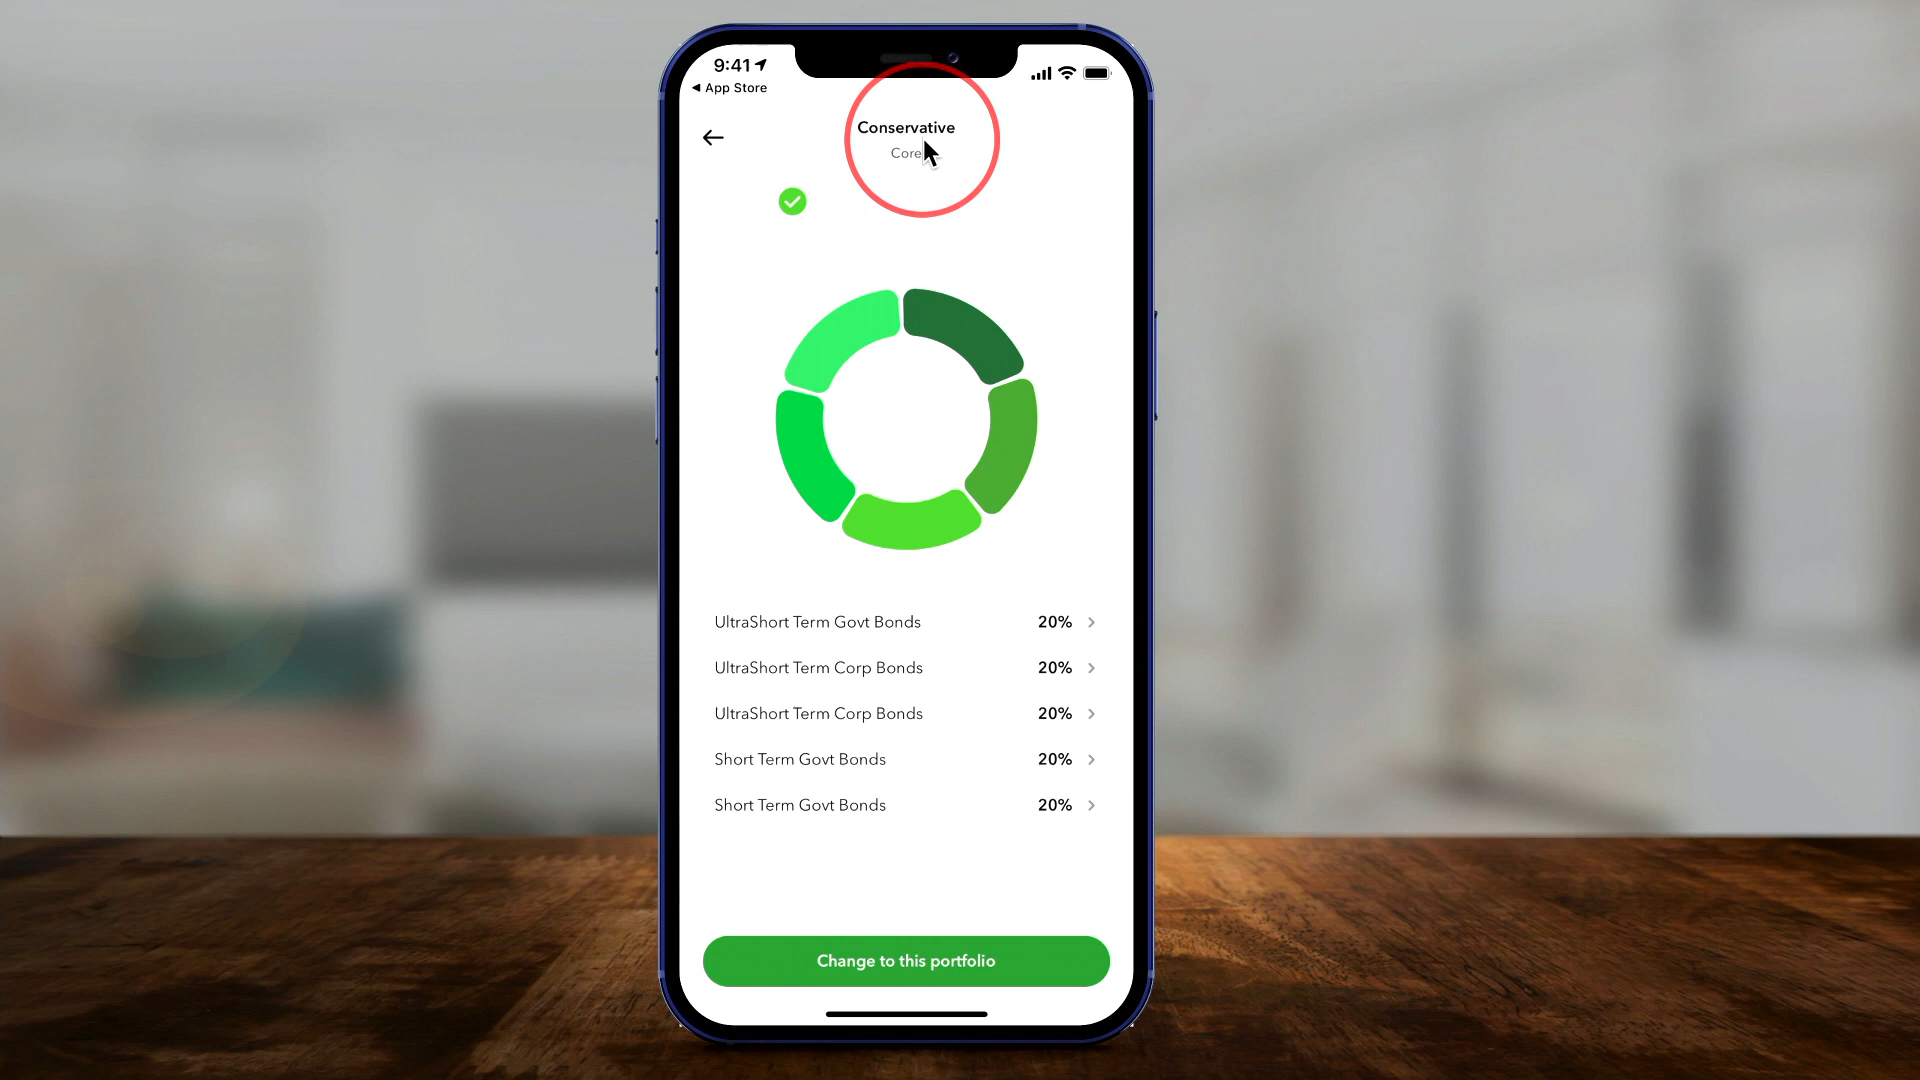 9:41
App Store
Conservative
Core
UltraShort Term Govt Bonds 20%
UltraShort Term Corp Bonds 20%
UltraShort Term Corp Bonds 20%
Short Term Govt Bonds 20%
Short Term Govt Bonds 20%
Change to this portfolio